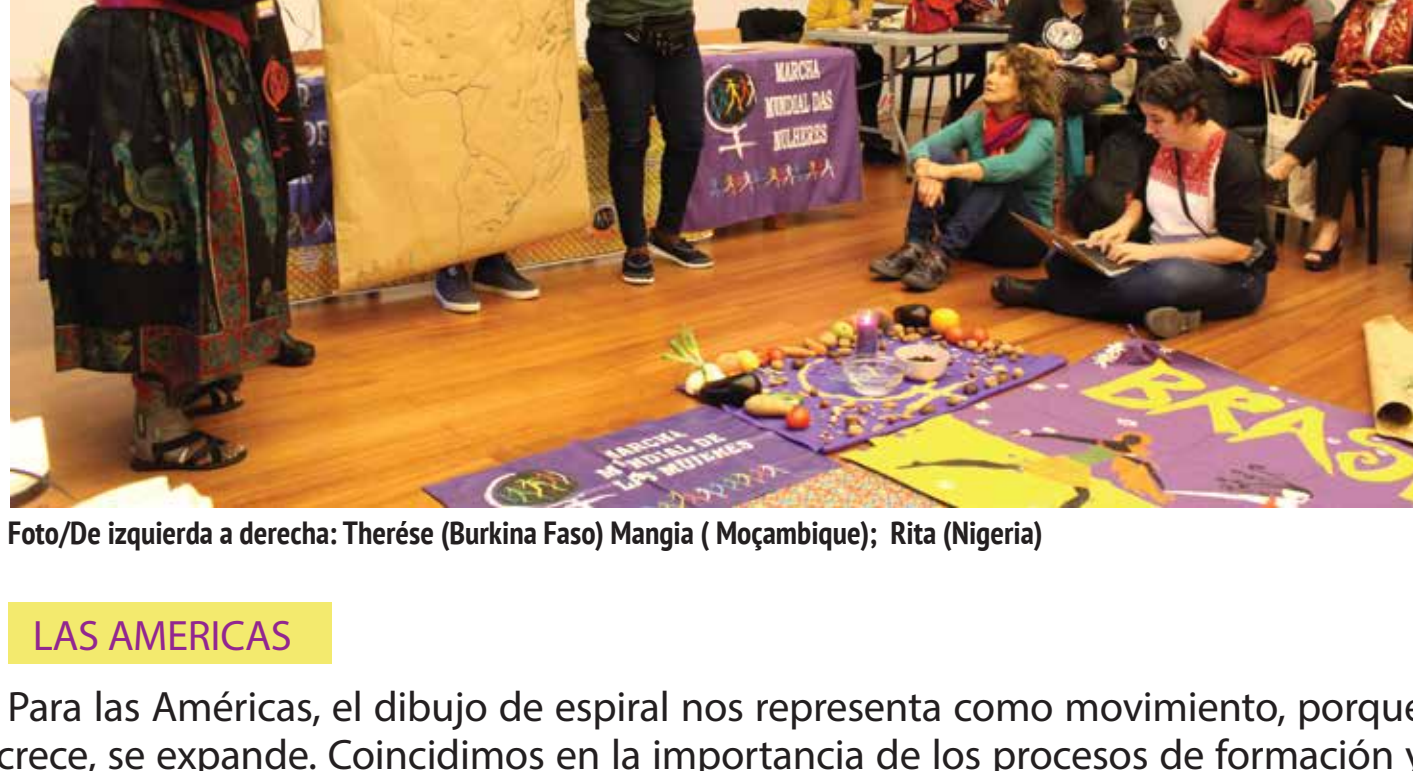 MARCHA
MUNDIAL DAS
MULHERES
MARCHA
MUNDIAL DE
LAS MUJERES
BRAS
Foto/De izquierda a derecha: Therése (Burkina Faso) Mangia ( Moçambique); Rita (Nigeria)
LAS AMERICAS
Para las Américas, el dibujo de espiral nos representa como movimiento, porque
crece, se expande. Coincidimos en la importancia de los procesos de formación y